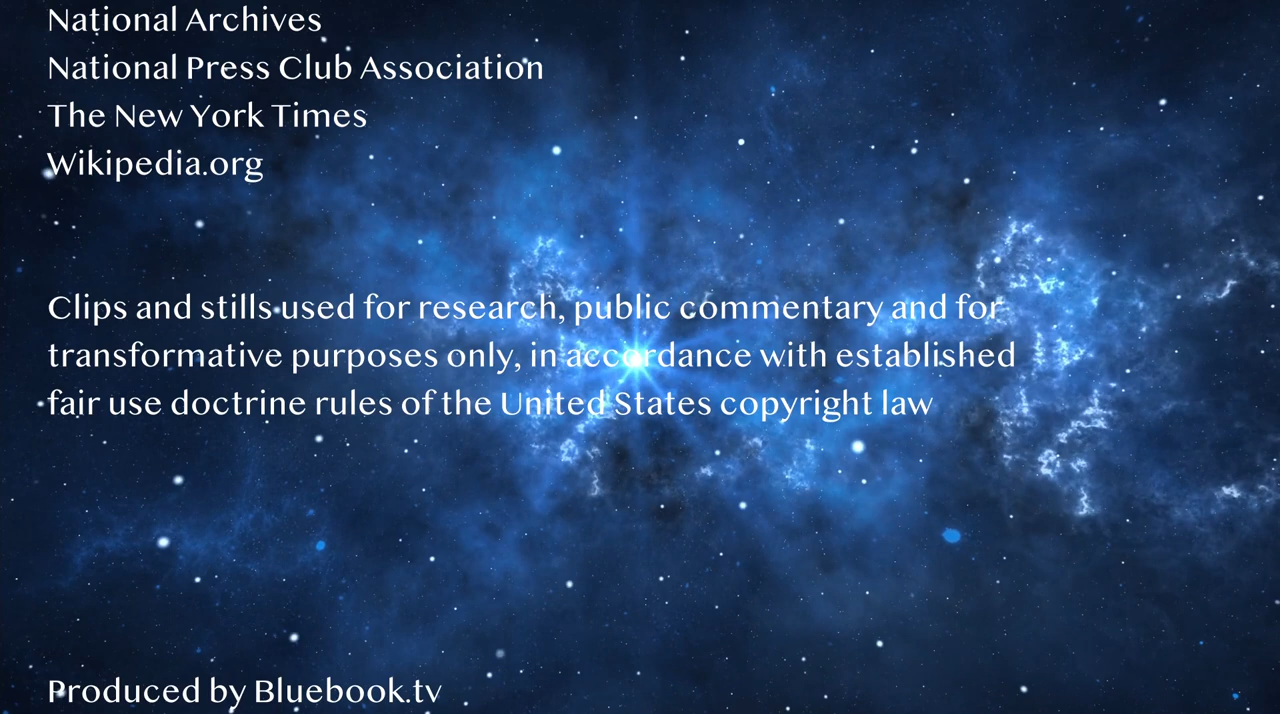 National Archives
National Press Club Association
The New York Times
Wikipedia.org
Clips and stills used for research, public commentary and for
transformative purposes only, in accordance with established
fair use doctrine rules of the United States copyright law
Produced by Bluebook.tv